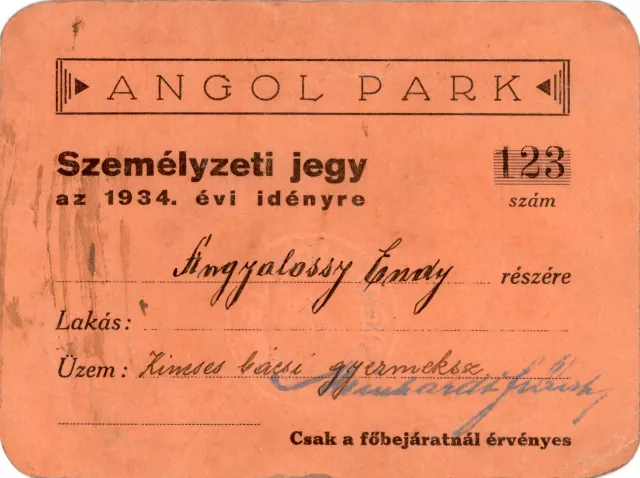 ANGOL PARK
Személyzeti jegy 123
az 1934. évi idényre szám
Angyalossy Endy részére
Lakás:
Üzem: Kincses bácsi gyermeksz
Csak a főbejáratnál érvényes